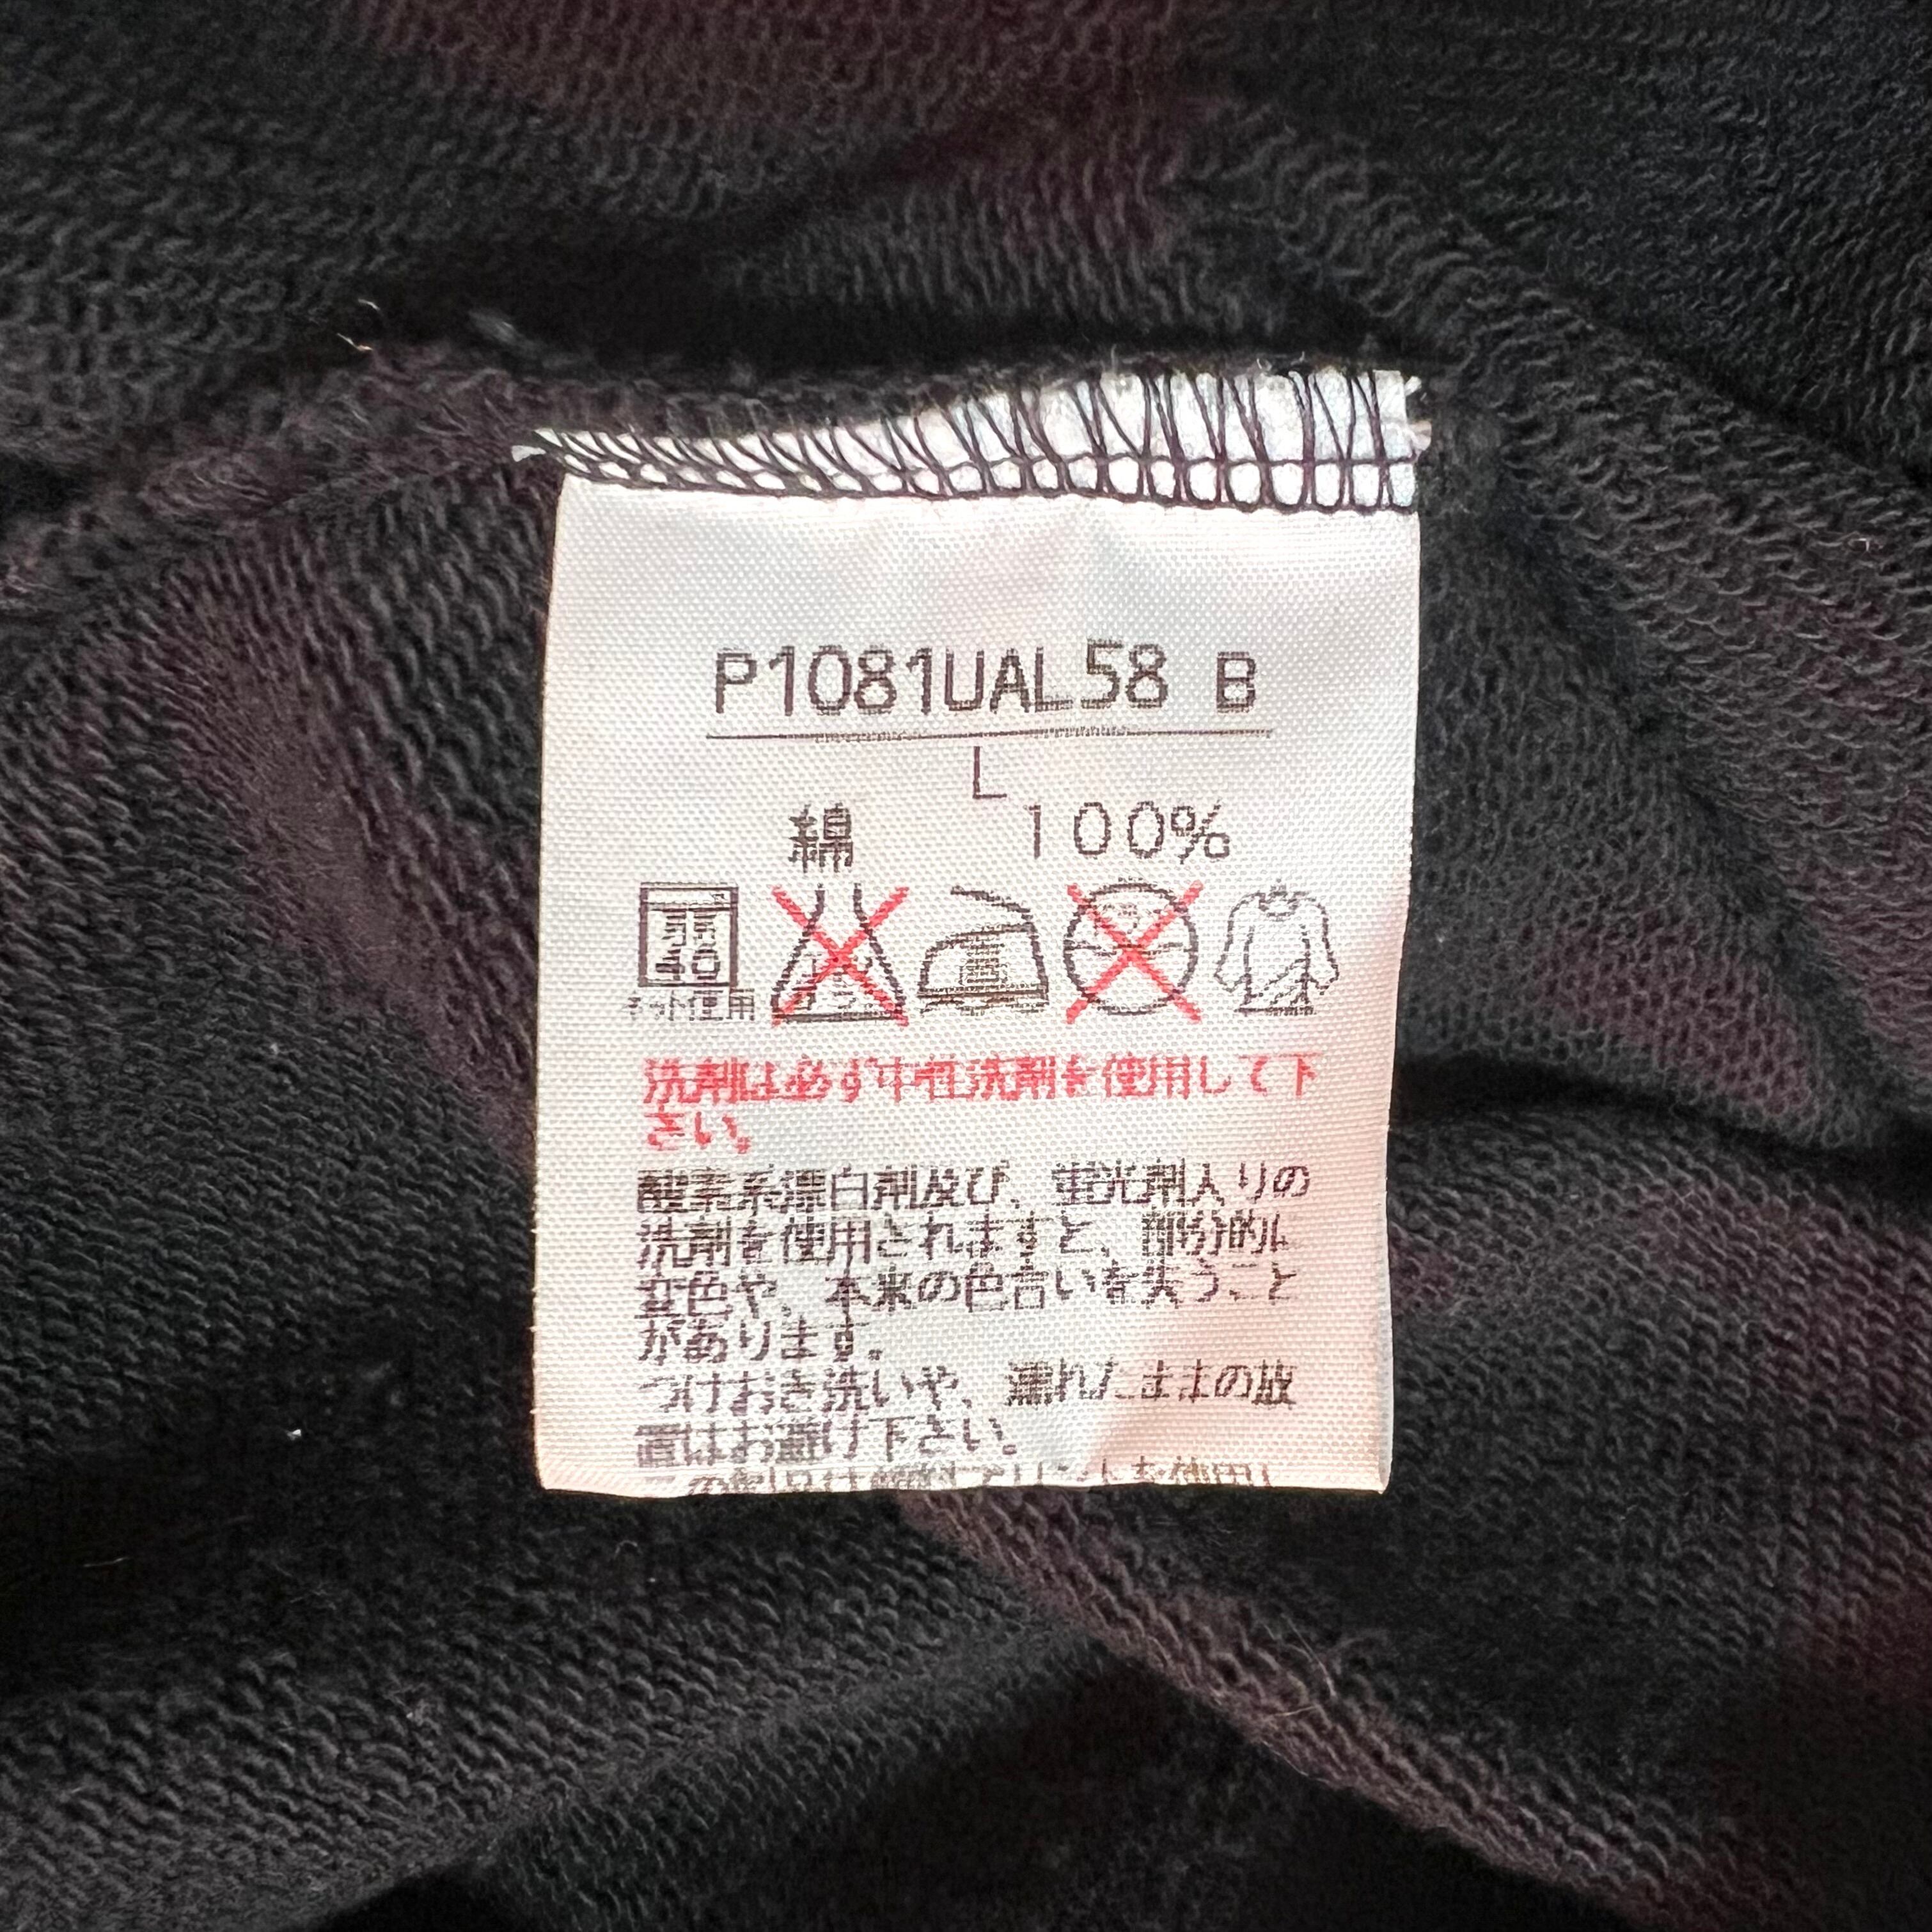 P1081UAL58 B
L
綿 100%
弱
40
ネット使用
洗剤は必ず中性洗剤を使用して下
さい。
酸素系漂白剤及び、蛍光剤入りの
洗剤を使用されますと、部分的に
変色や、本来の色合いを失うこと
があります。
つけおき洗いや、濡れたままの放
置はお避け下さい。